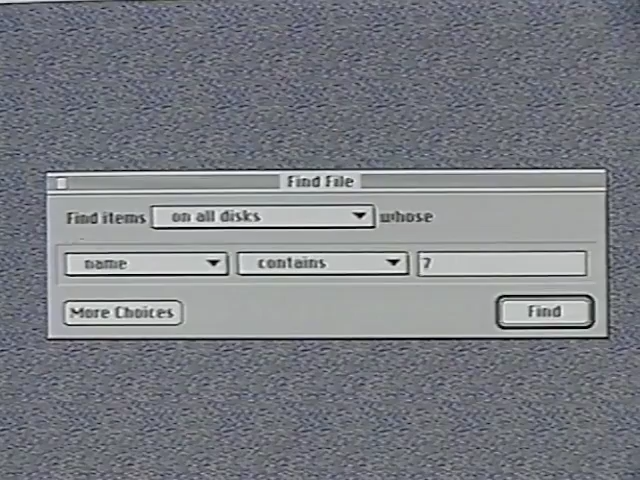 Find File
Find items on all disks whose
name contains 7
More Choices Find